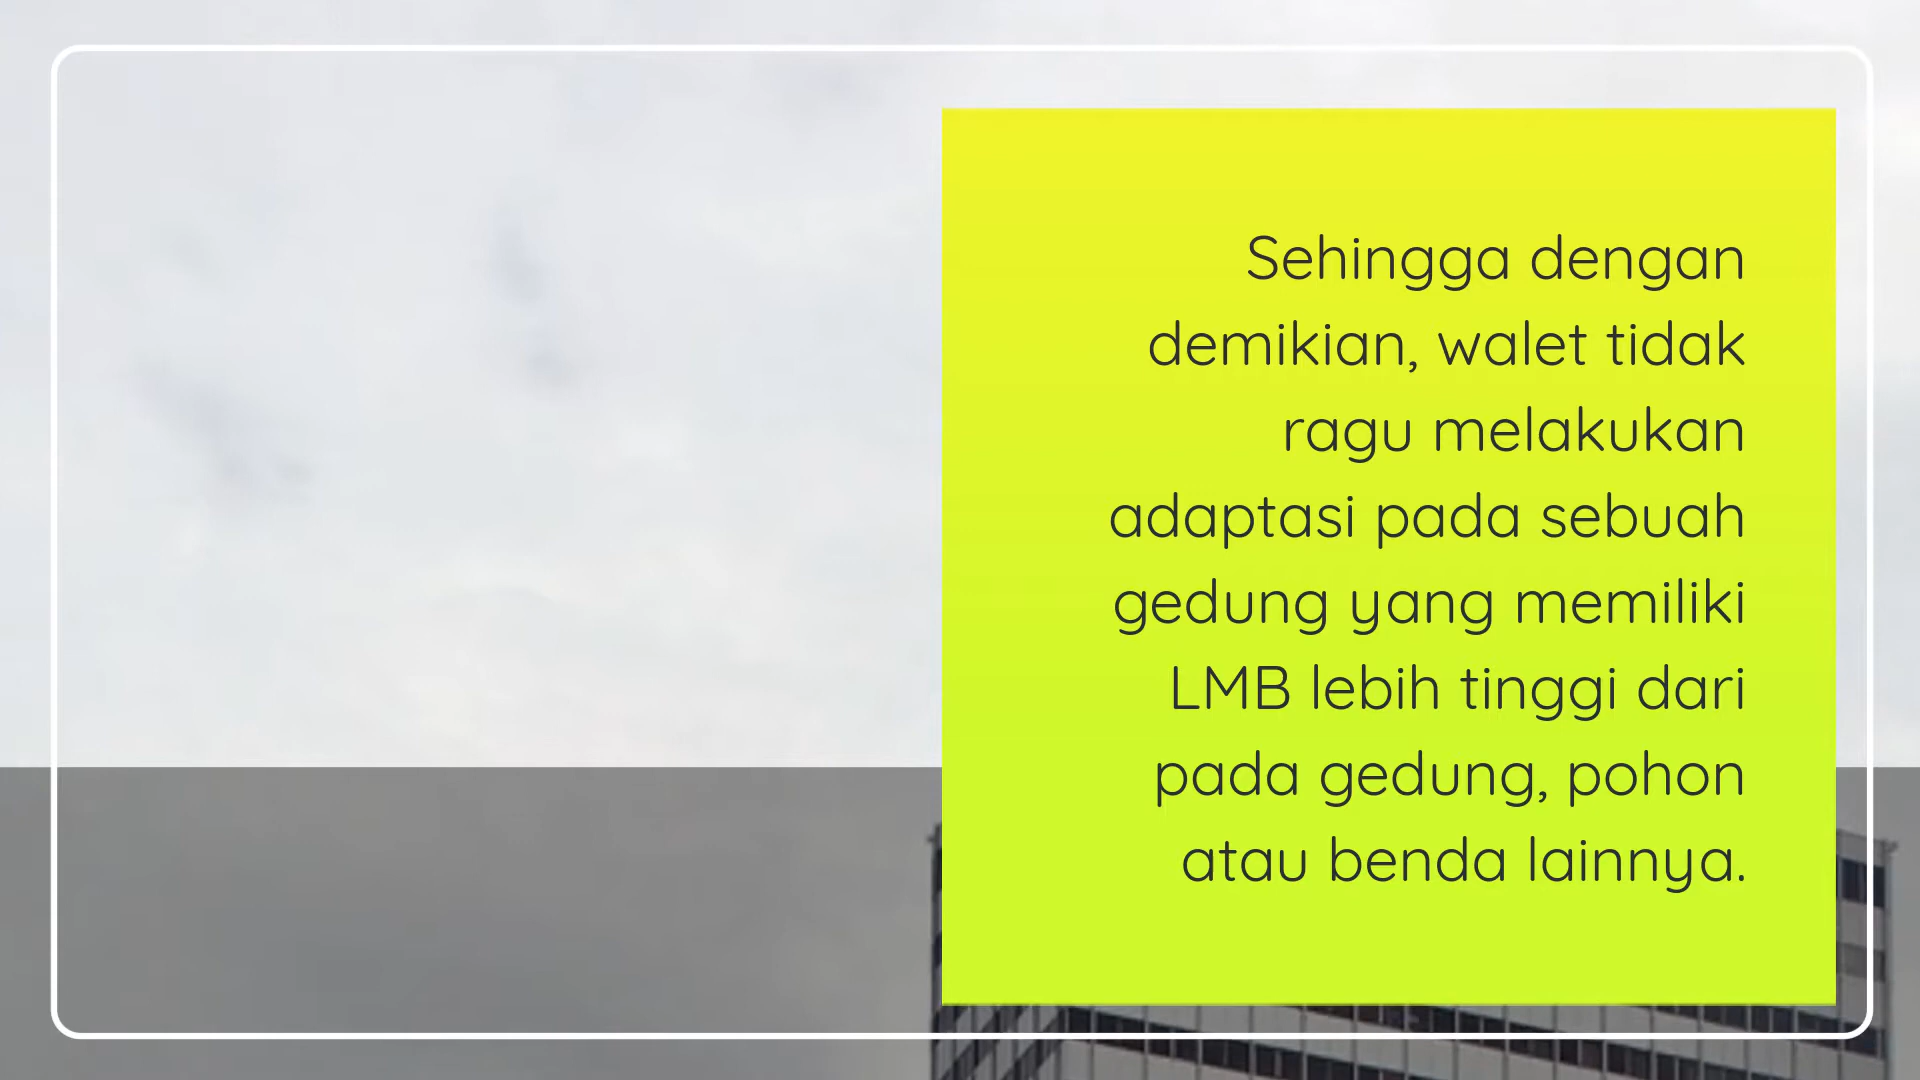 Sehingga dengan
demikian, walet tidak
ragu melakukan
adaptasi pada sebuah
gedung yang memiliki
LMB lebih tinggi dari
pada gedung, pohon
atau benda lainnya.